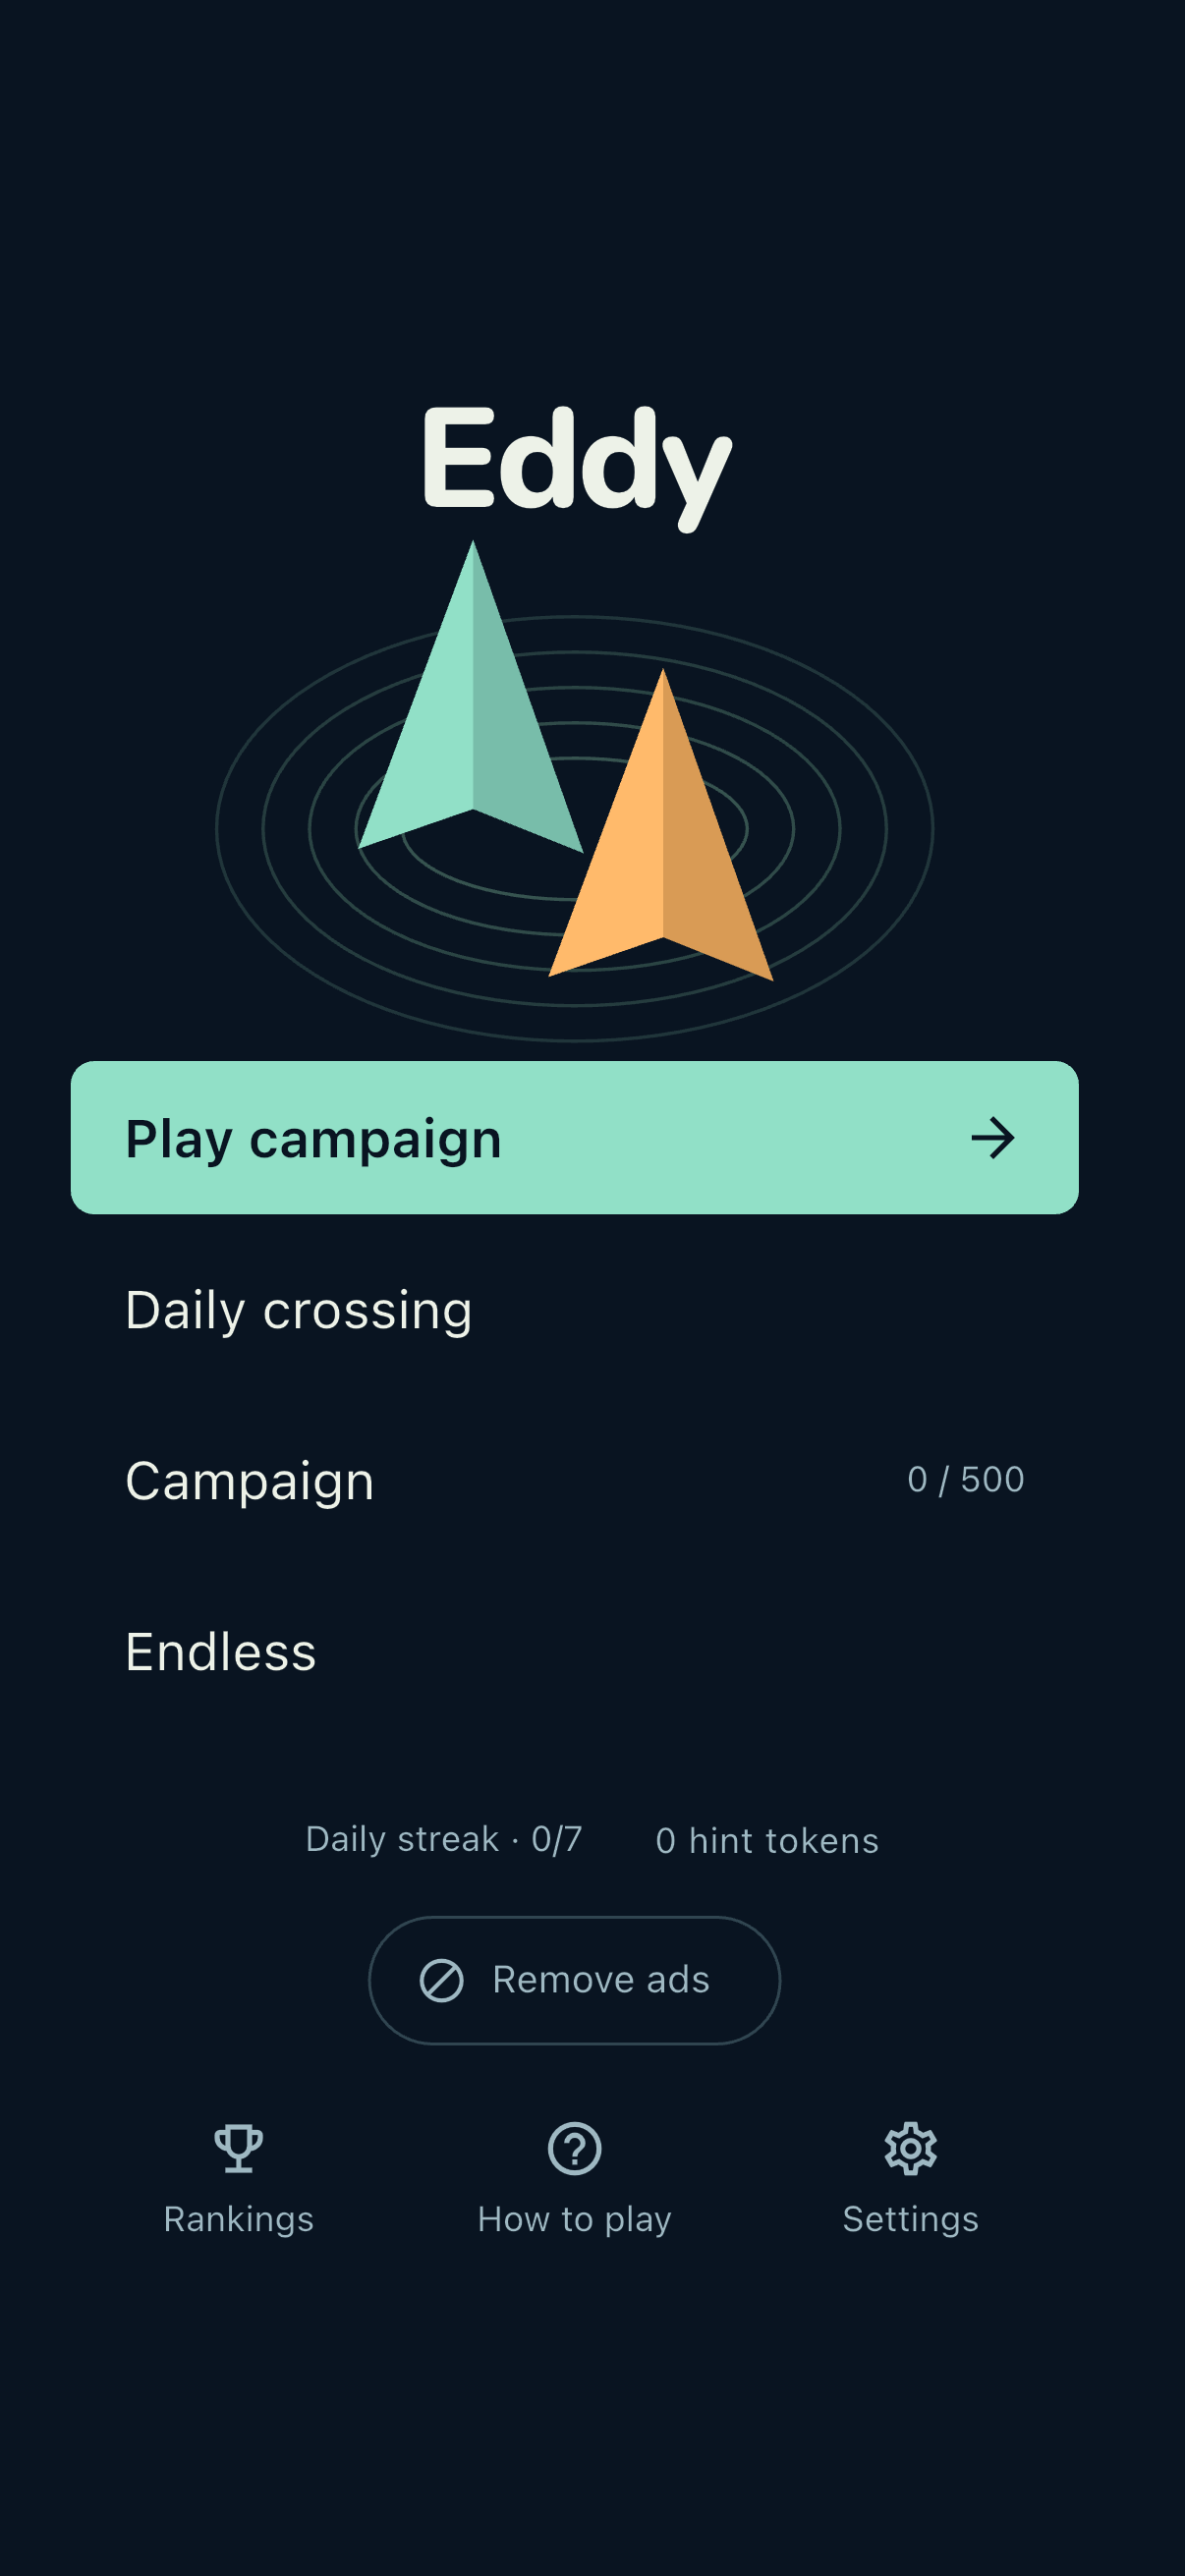 Eddy
Play campaign
Daily crossing
Campaign 0 / 500
Endless
Daily streak · 0/7 0 hint tokens
Remove ads
Rankings How to play Settings